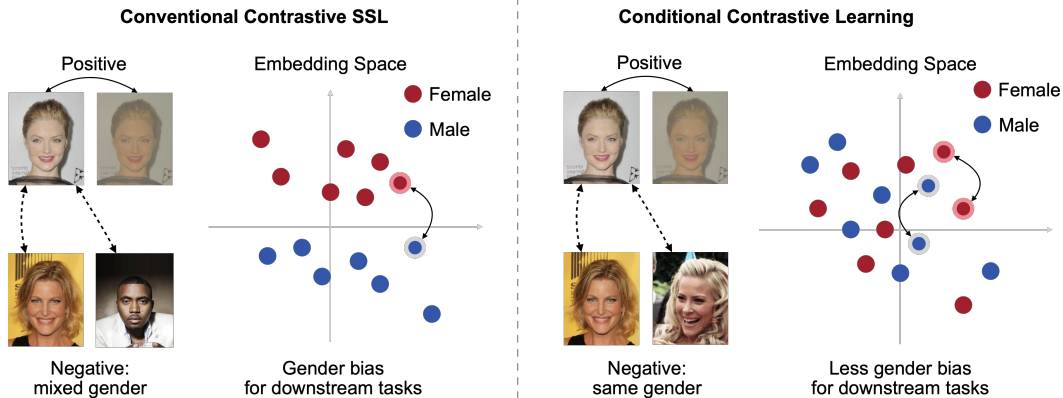 Conventional Contrastive SSL
Positive
Embedding Space
Female
Male
Negative:
mixed gender
Gender bias
for downstream tasks
Conditional Contrastive Learning
Positive
Embedding Space
Female
Male
Negative:
same gender
Less gender bias
for downstream tasks